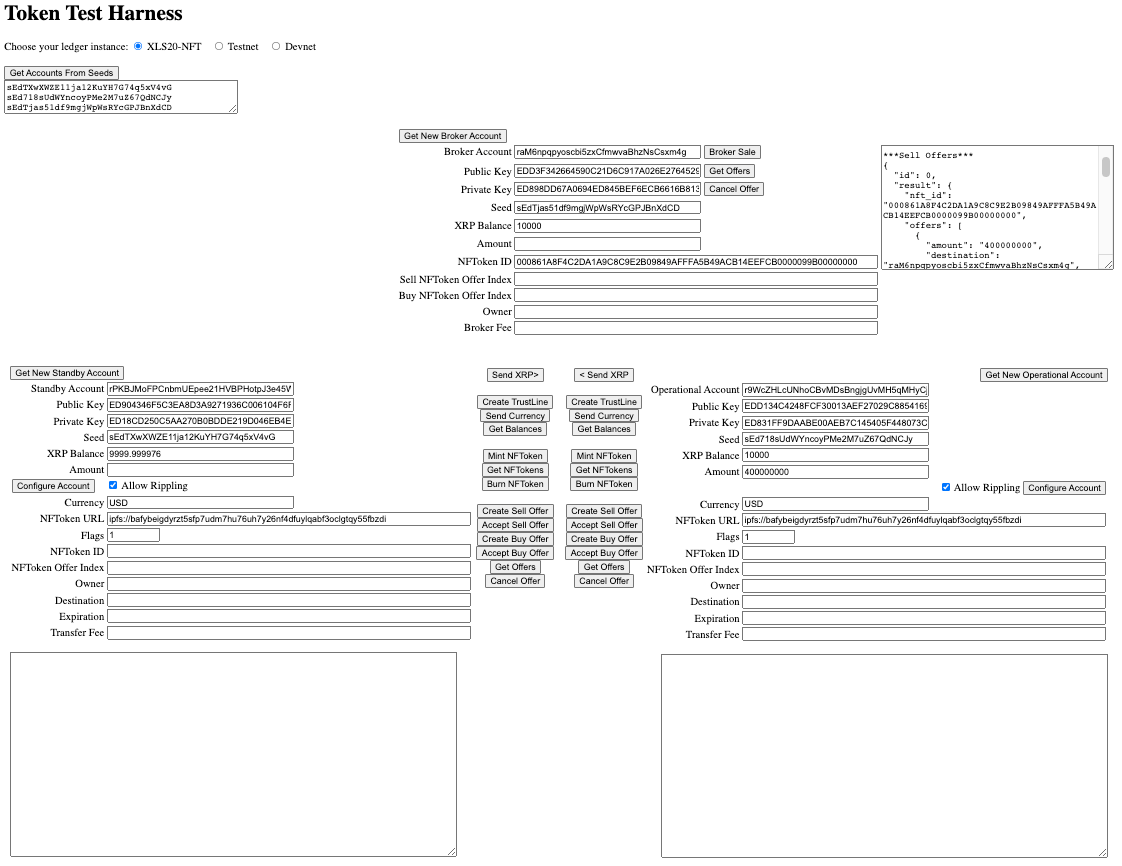 Token Test Harness
Choose your ledger instance: XLS20-NFT Testnet Devnet
Get Accounts From Seeds
sEdTXwXWZE11ja12KuYH7G74q5xV4vG
sEd718sUdWYncoyPMe2M7uZ67QdNCJy
sEdTjas51df9mgjWpWsRYcGPJBnXdCD
Get New Broker Account
Broker Account raM6npqpyoscbi5zxCfmwvaBhzNsCsxm4g Broker Sale
Public Key EDD3F342664590C21D6C917A026E2764529 Get Offers
Private Key ED898DD67A0694ED845BEF6ECB6616B813 Cancel Offer
Seed sEdTjas51df9mgjWpWsRYcGPJBnXdCD
XRP Balance 10000
Amount
NFToken ID 000861A8F4C2DA1A9C8C9E2B09849AFFFA5B49ACB14EEFCB0000099B00000000
Sell NFToken Offer Index
Buy NFToken Offer Index
Owner
Broker Fee
***Sell Offers***
{
"id": 0,
"result": {
"nft_id":
"000861A8F4C2DA1A9C8C9E2B09849AFFFA5B49A
CB14EEFCB0000099B00000000",
"offers": [
{
"amount": "400000000",
"destination":
"raM6npqpyoscbi5zxCfmwvaBhzNsCsxm4g",
Get New Standby Account
Standby Account rPKBJMoFPCnbmUEpee21HVBPHotpJ3e45W
Public Key ED904346F5C3EA8D3A9271936C006104F6F
Private Key ED18CD250C5AA270B0BDDE219D046EB4E
Seed sEdTXwXWZE11ja12KuYH7G74q5xV4vG
XRP Balance 9999.999976
Amount
Configure Account Allow Rippling
Currency USD
NFToken URL ipfs://bafybeigdyrzt5sfp7udm7hu76uh7y26nf4dfuylqabf3oclgtqy55fbzdi
Flags 1
NFToken ID
NFToken Offer Index
Owner
Destination
Expiration
Transfer Fee
Send XRP> < Send XRP
Create TrustLine Create TrustLine
Send Currency Send Currency
Get Balances Get Balances
Mint NFToken Mint NFToken
Get NFTokens Get NFTokens
Burn NFToken Burn NFToken
Create Sell Offer Create Sell Offer
Accept Sell Offer Accept Sell Offer
Create Buy Offer Create Buy Offer
Accept Buy Offer Accept Buy Offer
Get Offers Get Offers
Cancel Offer Cancel Offer
Get New Operational Account
Operational Account r9WcZHLcUNhoCBvMDsBngjgUvMH5qMHyCj
Public Key EDD134C4248FCF30013AEF27029C8854169
Private Key ED831FF9DAABE00AEB7C145405F448073C
Seed sEd718sUdWYncoyPMe2M7uZ67QdNCJy
XRP Balance 10000
Amount 400000000
Allow Rippling Configure Account
Currency USD
NFToken URL ipfs://bafybeigdyrzt5sfp7udm7hu76uh7y26nf4dfuylqabf3oclgtqy55fbzdi
Flags 1
NFToken ID
NFToken Offer Index
Owner
Destination
Expiration
Transfer Fee